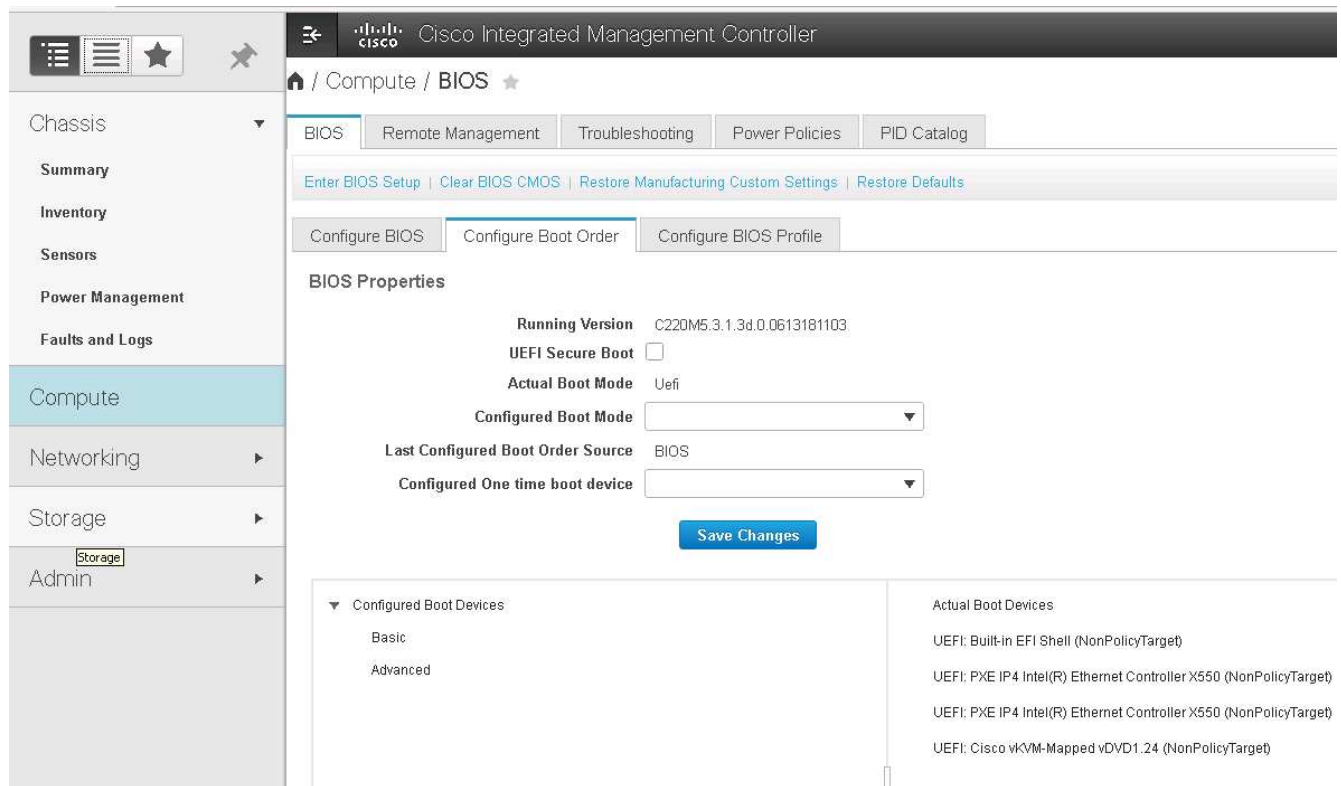 CISCO Cisco Integrated Management Controller
/ Compute / BIOS
Chassis
Summary
Inventory
Sensors
Power Management
Faults and Logs
Compute
Networking
Storage
Storage
Admin
BIOS Remote Management Troubleshooting Power Policies PID Catalog
Enter BIOS Setup | Clear BIOS CMOS | Restore Manufacturing Custom Settings | Restore Defaults
Configure BIOS Configure Boot Order Configure BIOS Profile
BIOS Properties
Running Version C220M5.3.1.3d.0.0613181103
UEFI Secure Boot
Actual Boot Mode Uefi
Configured Boot Mode
Last Configured Boot Order Source BIOS
Configured One time boot device
Save Changes
Configured Boot Devices
Basic
Advanced
Actual Boot Devices
UEFI: Built-in EFI Shell (NonPolicyTarget)
UEFI: PXE IP4 Intel(R) Ethernet Controller X550 (NonPolicyTarget)
UEFI: PXE IP4 Intel(R) Ethernet Controller X550 (NonPolicyTarget)
UEFI: Cisco vKVM-Mapped vDVD1.24 (NonPolicyTarget)